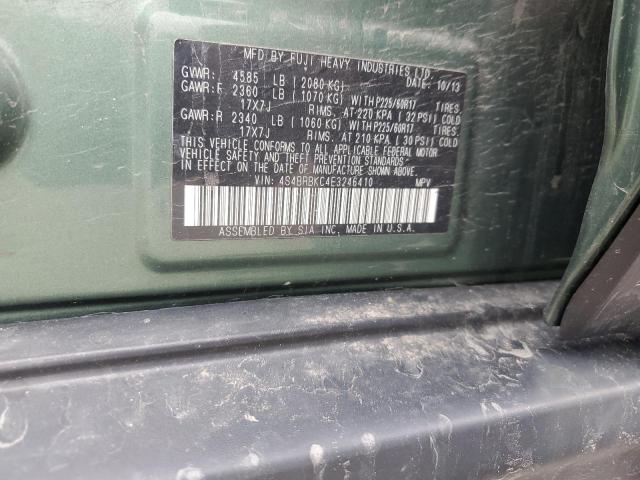 MFD BY FUJI HEAVY INDUSTRIES LTD.
GVWR: 4585 LB (2080 KG) DATE: 10/13
GAWR:F 2360 LB (1070 KG) WITH P225/60R17 TIRES,
17X7J RIMS, AT 220 KPA (32 PSI) COLD
GAWR:R 2340 LB (1060 KG) WITH P225/60R17 TIRES,
17X7J RIMS, AT 210 KPA (30 PSI) COLD
THIS VEHICLE CONFORMS TO ALL APPLICABLE FEDERAL MOTOR
VEHICLE SAFETY AND THEFT PREVENTION STANDARDS IN
EFFECT ON THE DATE OF MANUFACTURE SHOWN ABOVE.
VIN: 4S4BRBKC4E3246410 MPV
ASSEMBLED BY SIA INC. MADE IN U.S.A.